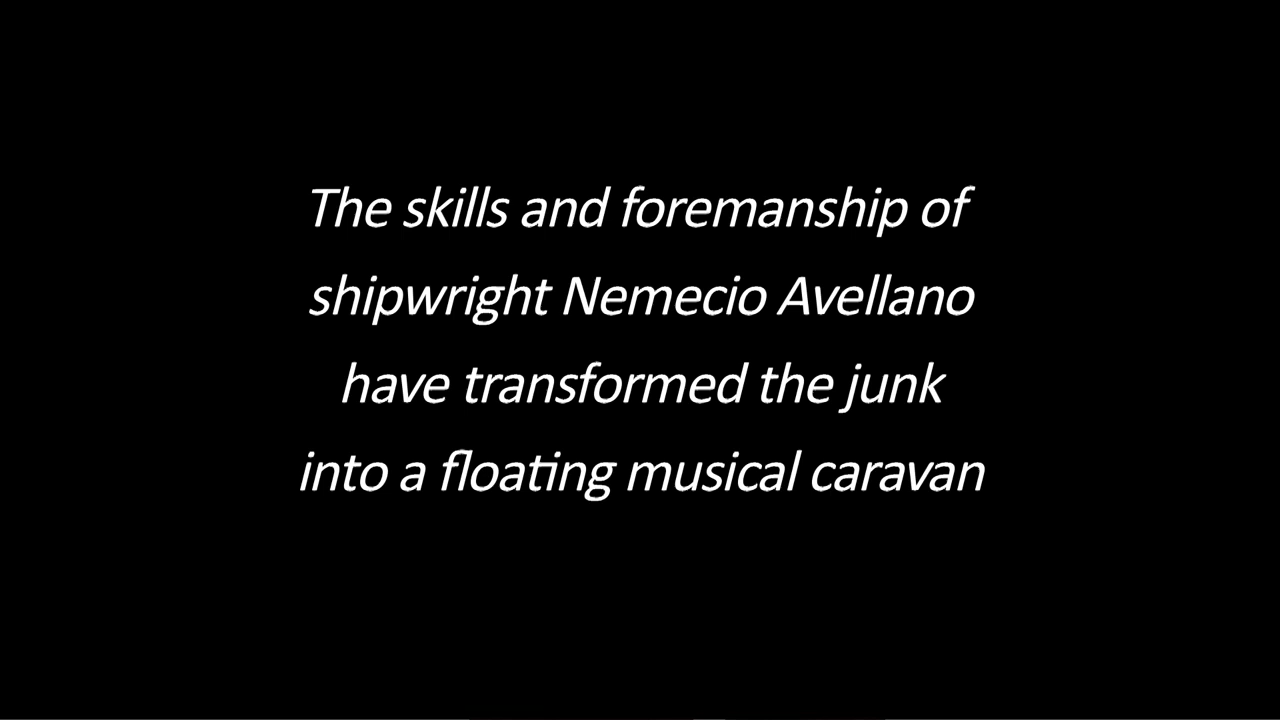 The skills and foremanship of
shipwright Nemecio Avellano
have transformed the junk
into a floating musical caravan